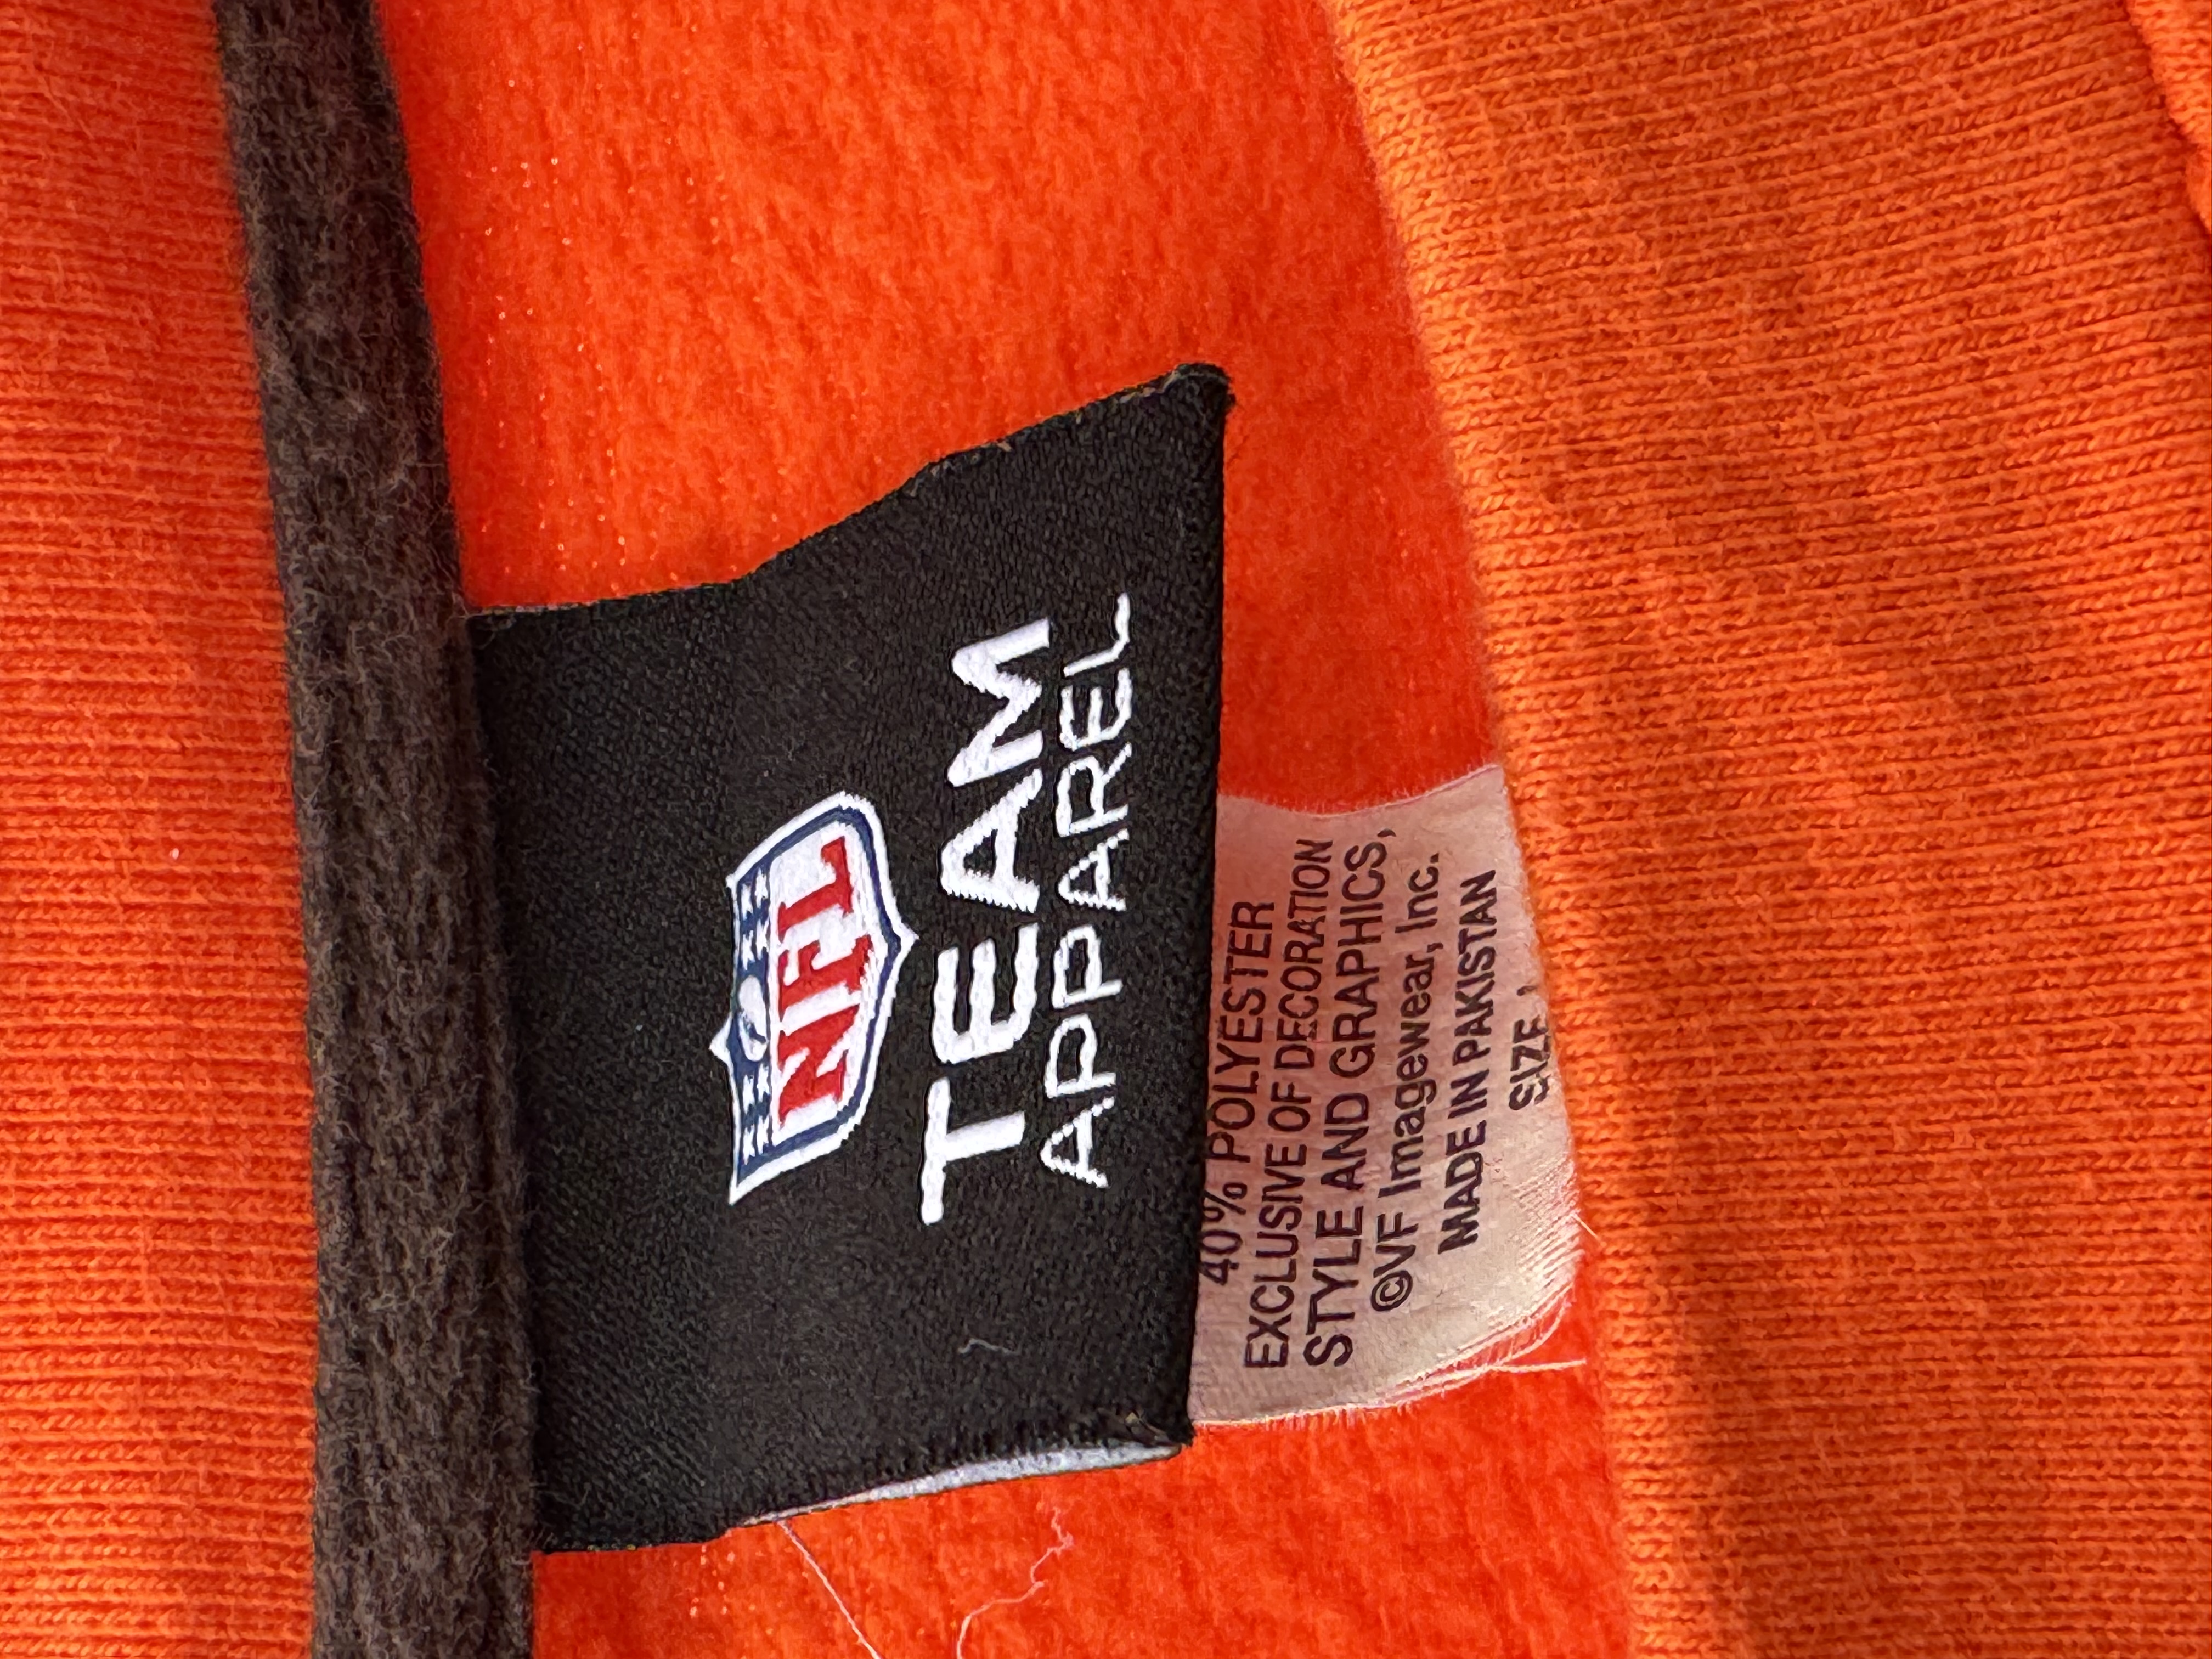 NFL
TEAM
APPAREL
40% POLYESTER
EXCLUSIVE OF DECORATION
STYLE AND GRAPHICS,
©VF Imagewear, Inc.
MADE IN PAKISTAN
SIZE